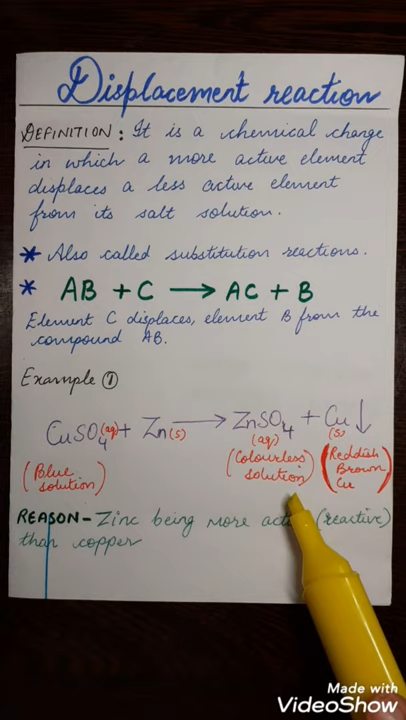 Displacement reaction
DEFINITION: It is a chemical change
in which a more active element
displaces a less active element
from its salt solution.
* Also called substitution reactions.
* AB + C → AC + B
Element C displaces, element B from the
compound AB.
Example ①
CuSO4(aq) + Zn(s) → ZnSO4 (aq) + Cu (s) ↓
(Blue solution) (Colourless solution) (Reddish Brown Cu)
REASON - Zinc being more (reactive)
than copper
Made with
VideoShow